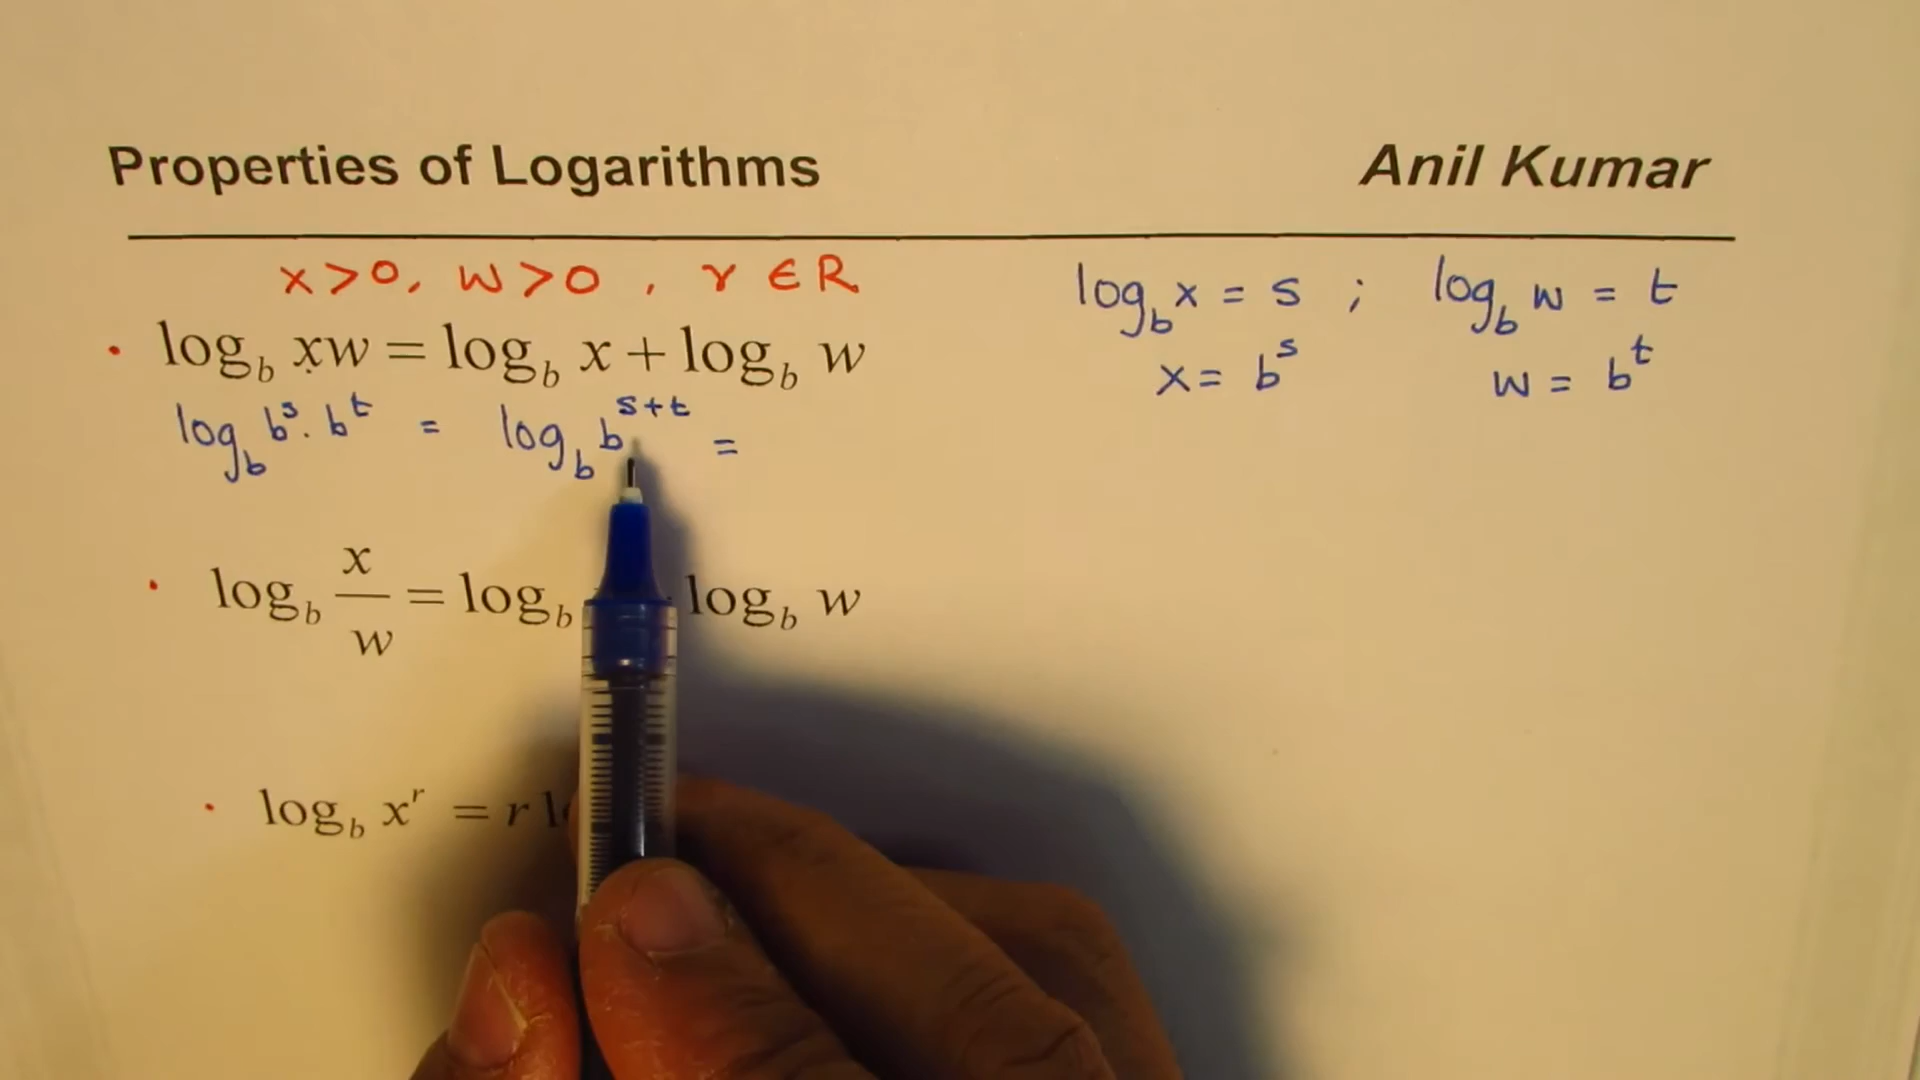 Properties of Logarithms
Anil Kumar
x>0, w>0, r∈R
log_b x = s ; log_b w = t
• log_b xw = log_b x + log_b w
x = b^s
w = b^t
log_b b^s . b^t = log_b b^(s+t) =
• log_b x/w = log_b log_b w
• log_b x^r = r